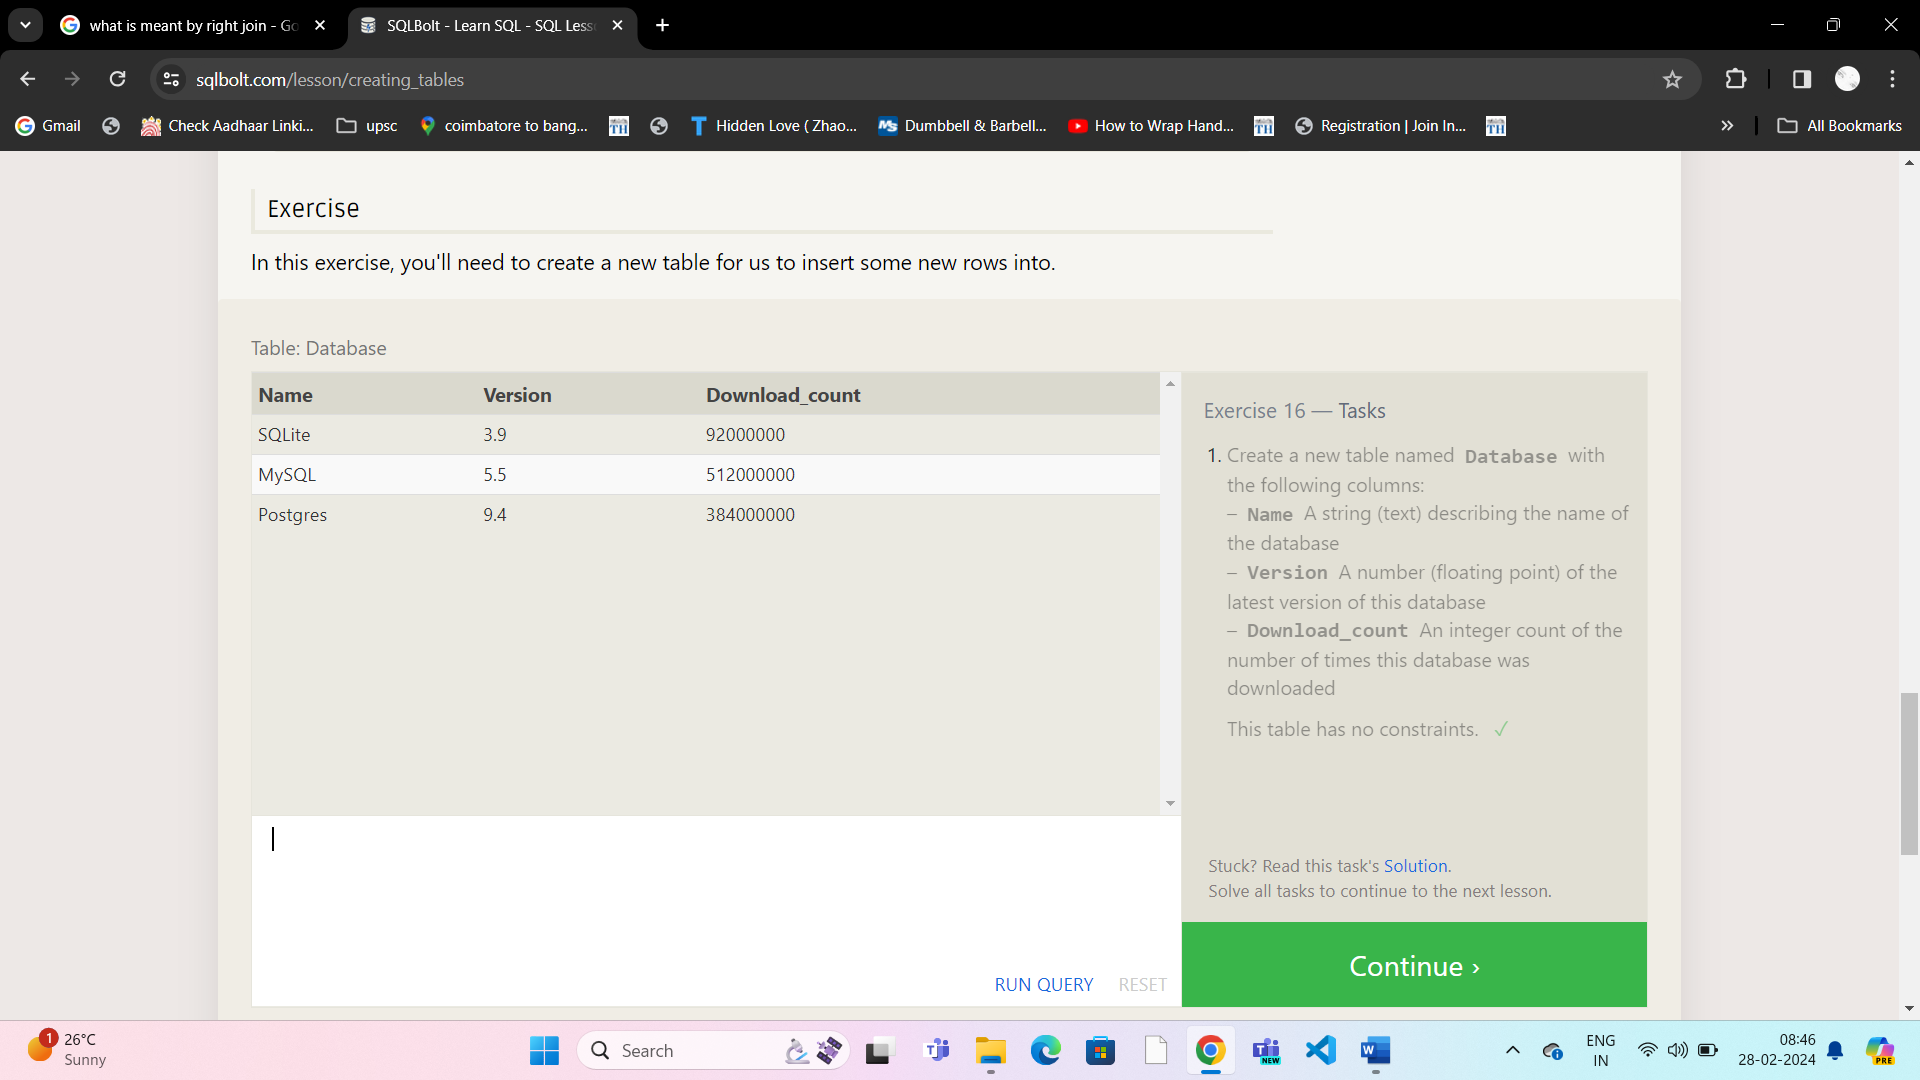 what is meant by right join - Go
SQLBolt - Learn SQL - SQL Less
sqlbolt.com/lesson/creating_tables
Gmail
Check Aadhaar Linki...
upsc
coimbatore to bang...
TH
Hidden Love ( Zhao...
Dumbbell & Barbell...
How to Wrap Hand...
TH
Registration | Join In...
TH
All Bookmarks
Exercise
In this exercise, you'll need to create a new table for us to insert some new rows into.
Table: Database
Name Version Download_count
SQLite 3.9 92000000
MySQL 5.5 512000000
Postgres 9.4 384000000
Exercise 16 — Tasks
1. Create a new table named Database with
the following columns:
– Name A string (text) describing the name of
the database
– Version A number (floating point) of the
latest version of this database
– Download_count An integer count of the
number of times this database was
downloaded
This table has no constraints. ✓
Stuck? Read this task's Solution.
Solve all tasks to continue to the next lesson.
RUN QUERY RESET
Continue ›
1
26°C
Sunny
Search
NEW
ENG
IN
08:46
28-02-2024
PRE